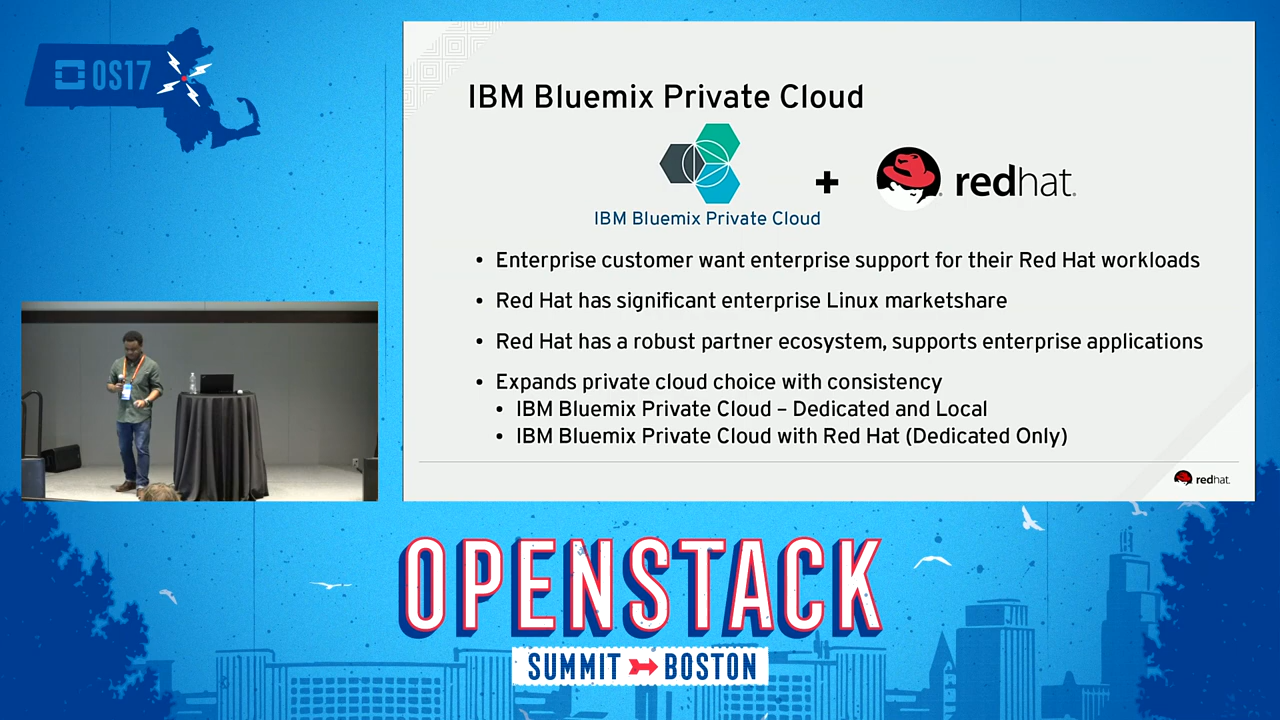 OS17
IBM Bluemix Private Cloud
IBM Bluemix Private Cloud
+
redhat.
• Enterprise customer want enterprise support for their Red Hat workloads
• Red Hat has significant enterprise Linux marketshare
• Red Hat has a robust partner ecosystem, supports enterprise applications
• Expands private cloud choice with consistency
• IBM Bluemix Private Cloud – Dedicated and Local
• IBM Bluemix Private Cloud with Red Hat (Dedicated Only)
redhat.
OPENSTACK
SUMMIT BOSTON